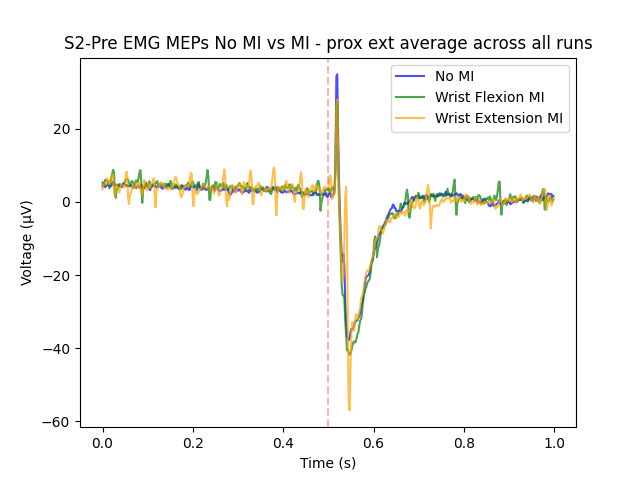 S2-Pre EMG MEPs No MI vs MI - prox ext average across all runs
No MI
Wrist Flexion MI
Wrist Extension MI
20
0
−20
−40
−60
Voltage (μV)
0.0 0.2 0.4 0.6 0.8 1.0
Time (s)